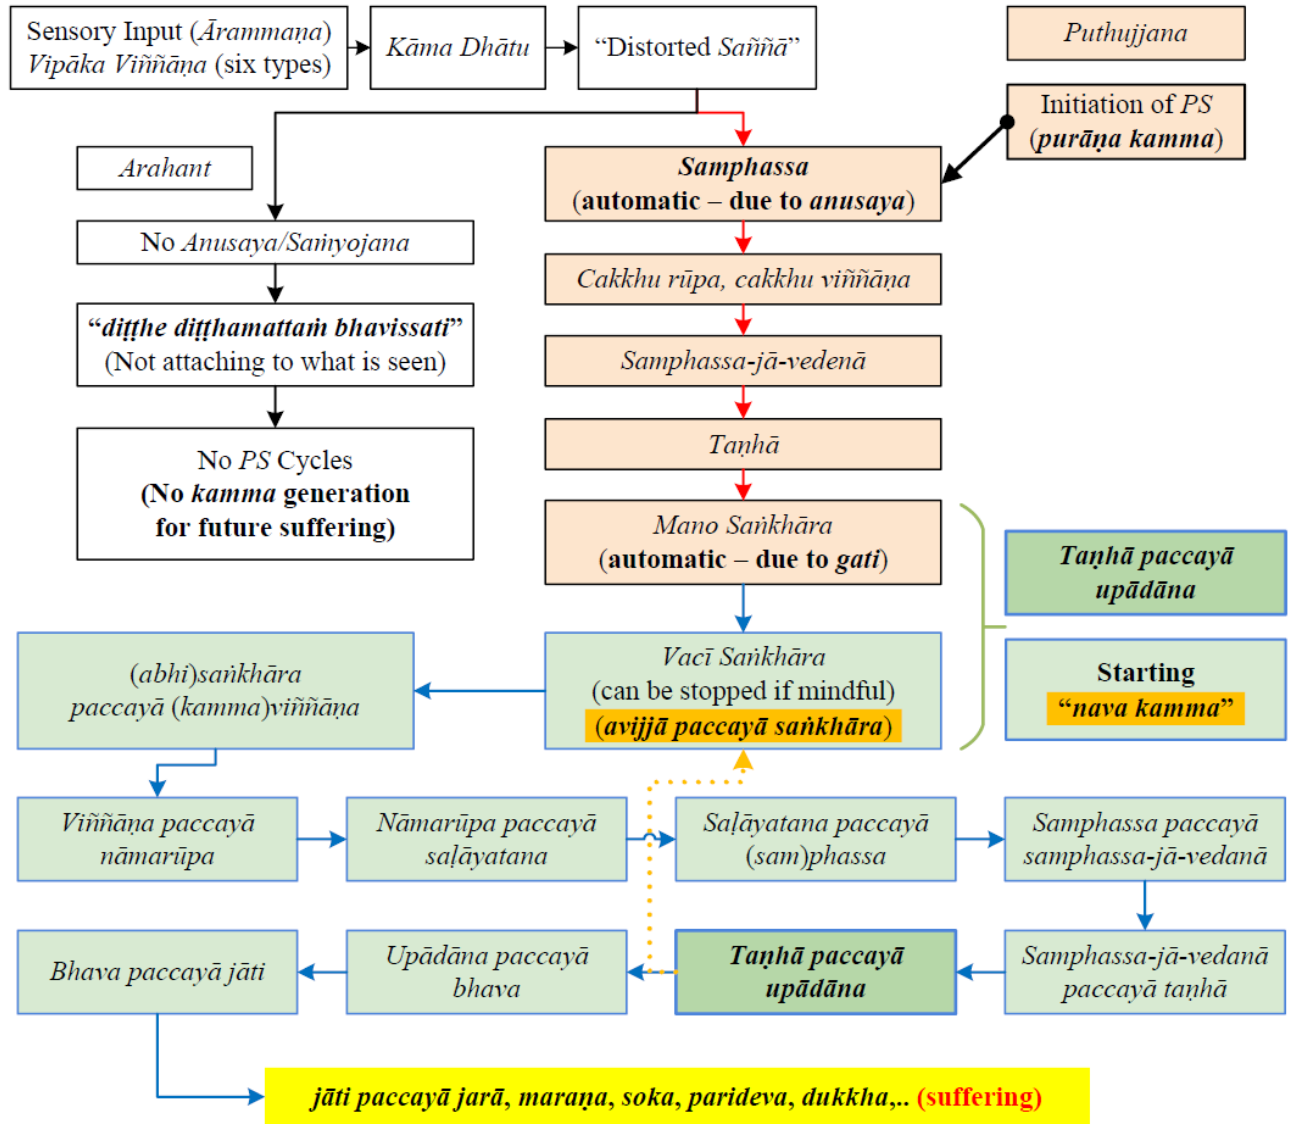 Sensory Input (Ārammaṇa)
Vipāka Viññāṇa (six types)
Kāma Dhātu
“Distorted Saññā”
Puthujjana
Initiation of PS
(purāṇa kamma)
Arahant
Samphassa
(automatic – due to anusaya)
No Anusaya/Saṁyojana
Cakkhu rūpa, cakkhu viññāṇa
“diṭṭhe diṭṭhamattaṁ bhavissati”
(Not attaching to what is seen)
Samphassa-jā-vedenā
Taṇhā
No PS Cycles
(No kamma generation
for future suffering)
Mano Saṅkhāra
(automatic – due to gati)
Taṇhā paccayā
upādāna
Vacī Saṅkhāra
(can be stopped if mindful)
(avijjā paccayā saṅkhāra)
Starting
“nava kamma”
(abhi)saṅkhāra
paccayā (kamma)viññāṇa
Viññāṇa paccayā
nāmarūpa
Nāmarūpa paccayā
saḷāyatana
Saḷāyatana paccayā
(sam)phassa
Samphassa paccayā
samphassa-jā-vedanā
Bhava paccayā jāti
Upādāna paccayā
bhava
Taṇhā paccayā
upādāna
Samphassa-jā-vedanā
paccayā taṇhā
jāti paccayā jarā, maraṇa, soka, parideva, dukkha,.. (suffering)